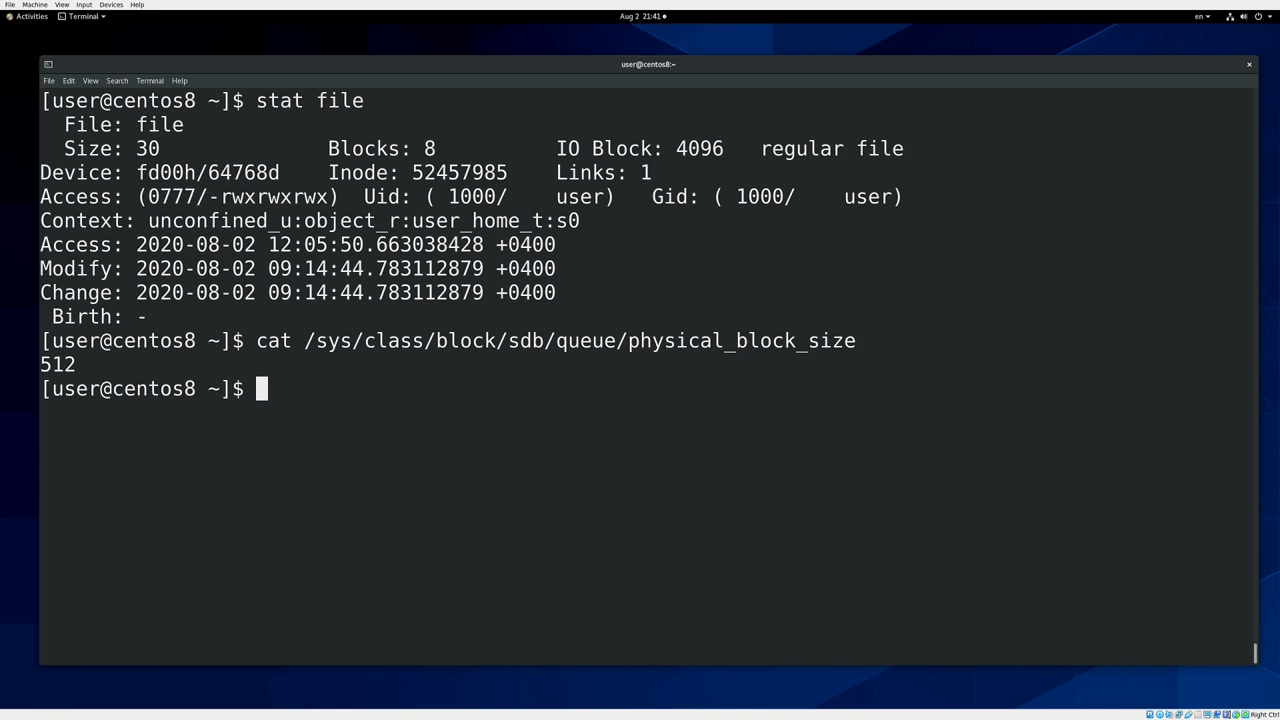 File Machine View Input Devices Help
Activities Terminal Aug 2 21:41 en
user@centos8:~
File Edit View Search Terminal Help
[user@centos8 ~]$ stat file
  File: file
  Size: 30              Blocks: 8          IO Block: 4096   regular file
Device: fd00h/64768d    Inode: 52457985    Links: 1
Access: (0777/-rwxrwxrwx)  Uid: ( 1000/    user)   Gid: ( 1000/    user)
Context: unconfined_u:object_r:user_home_t:s0
Access: 2020-08-02 12:05:50.663038428 +0400
Modify: 2020-08-02 09:14:44.783112879 +0400
Change: 2020-08-02 09:14:44.783112879 +0400
 Birth: -
[user@centos8 ~]$ cat /sys/class/block/sdb/queue/physical_block_size
512
[user@centos8 ~]$
Right Ctrl